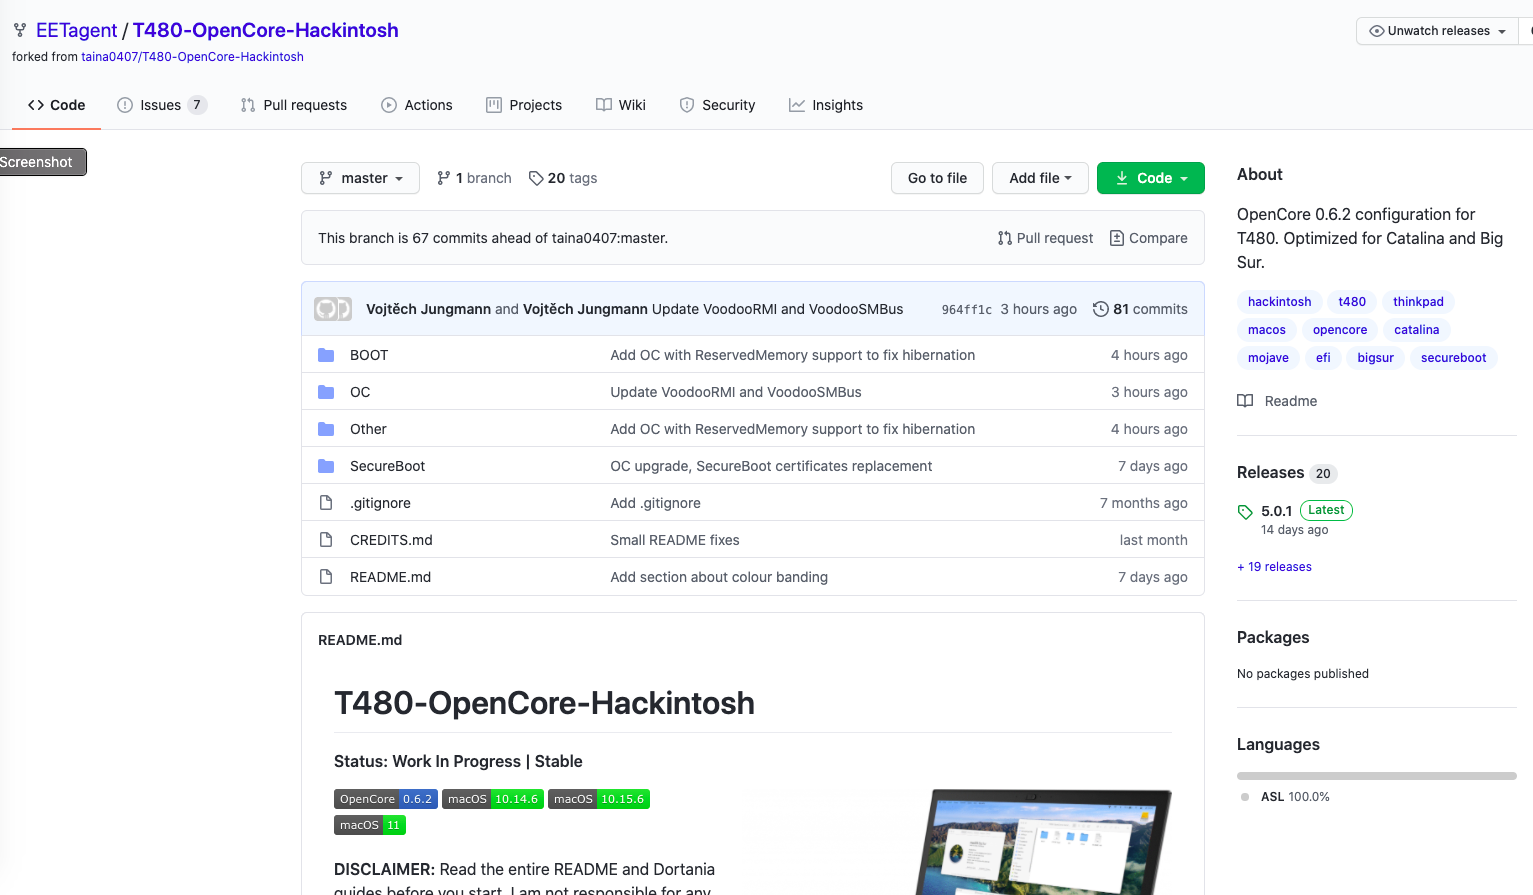 EETagent / T480-OpenCore-Hackintosh
Unwatch releases
forked from taina0407/T480-OpenCore-Hackintosh
Code
Issues 7
Pull requests
Actions
Projects
Wiki
Security
Insights
Screenshot
master
1 branch
20 tags
Go to file
Add file
Code
This branch is 67 commits ahead of taina0407:master.
Pull request
Compare
Vojtěch Jungmann and Vojtěch Jungmann Update VoodooRMI and VoodooSMBus
964ff1c 3 hours ago
81 commits
BOOT Add OC with ReservedMemory support to fix hibernation 4 hours ago
OC Update VoodooRMI and VoodooSMBus 3 hours ago
Other Add OC with ReservedMemory support to fix hibernation 4 hours ago
SecureBoot OC upgrade, SecureBoot certificates replacement 7 days ago
.gitignore Add .gitignore 7 months ago
CREDITS.md Small README fixes last month
README.md Add section about colour banding 7 days ago
README.md
T480-OpenCore-Hackintosh
Status: Work In Progress | Stable
OpenCore 0.6.2 macOS 10.14.6 macOS 10.15.6
macOS 11
DISCLAIMER: Read the entire README and Dortania
guides before you start. I am not responsible for any
About
OpenCore 0.6.2 configuration for
T480. Optimized for Catalina and Big
Sur.
hackintosh t480 thinkpad
macos opencore catalina
mojave efi bigsur secureboot
Readme
Releases 20
5.0.1 Latest
14 days ago
+ 19 releases
Packages
No packages published
Languages
ASL 100.0%